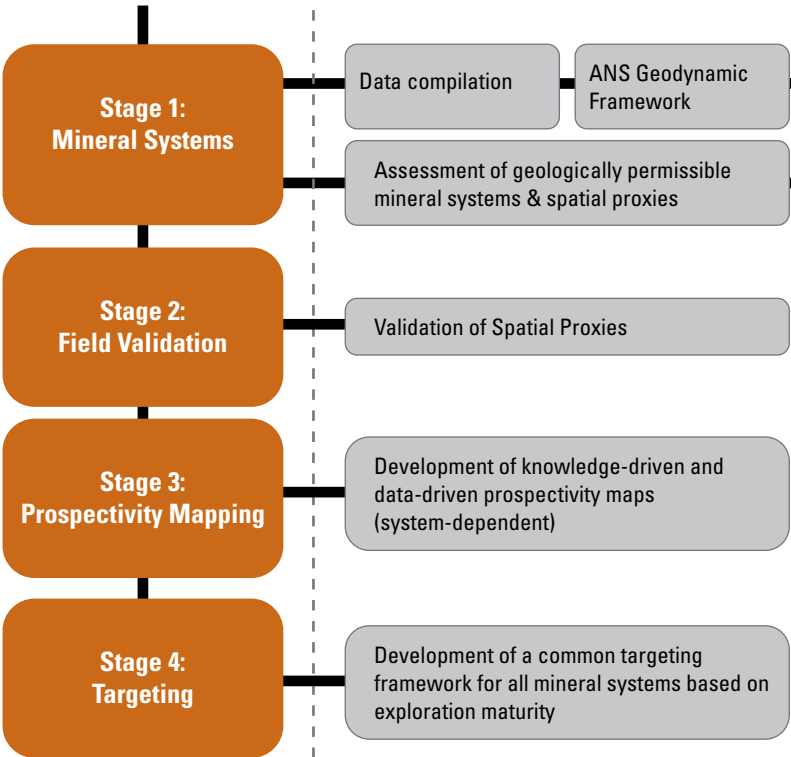 Stage 1:
Mineral Systems
Data compilation
ANS Geodynamic
Framework
Assessment of geologically permissible
mineral systems & spatial proxies
Stage 2:
Field Validation
Validation of Spatial Proxies
Stage 3:
Prospectivity Mapping
Development of knowledge-driven and
data-driven prospectivity maps
(system-dependent)
Stage 4:
Targeting
Development of a common targeting
framework for all mineral systems based on
exploration maturity